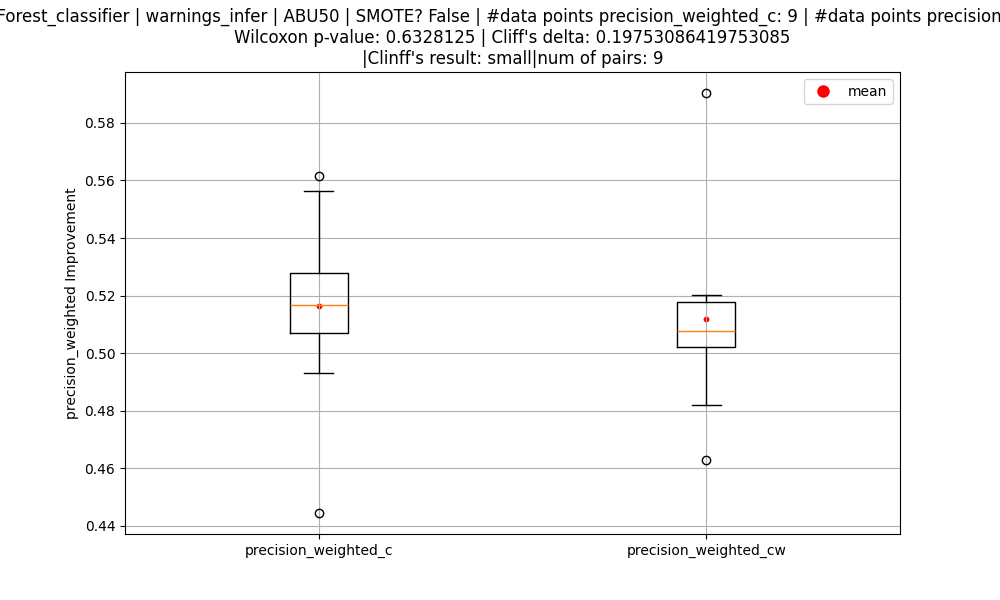 Forest_classifier | warnings_infer | ABU50 | SMOTE? False | #data points precision_weighted_c: 9 | #data points precision
Wilcoxon p-value: 0.6328125 | Cliff's delta: 0.19753086419753085
|Clinff's result: small|num of pairs: 9
mean
0.58
0.56
0.54
0.52
0.50
0.48
0.46
0.44
precision_weighted Improvement
precision_weighted_c
precision_weighted_cw